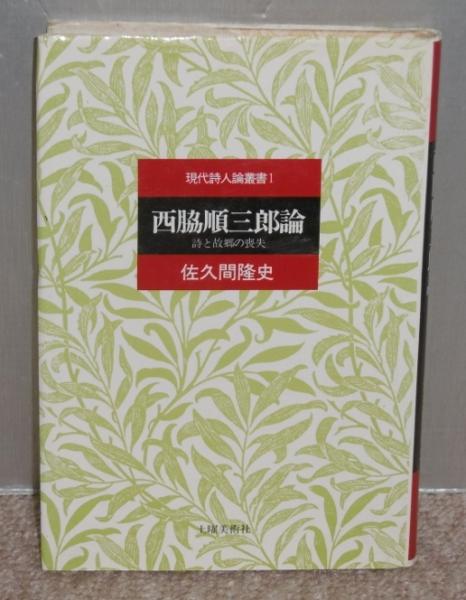 現代詩人論叢書1
西脇順三郎論
詩と故郷の喪失
佐久間隆史
土曜美術社